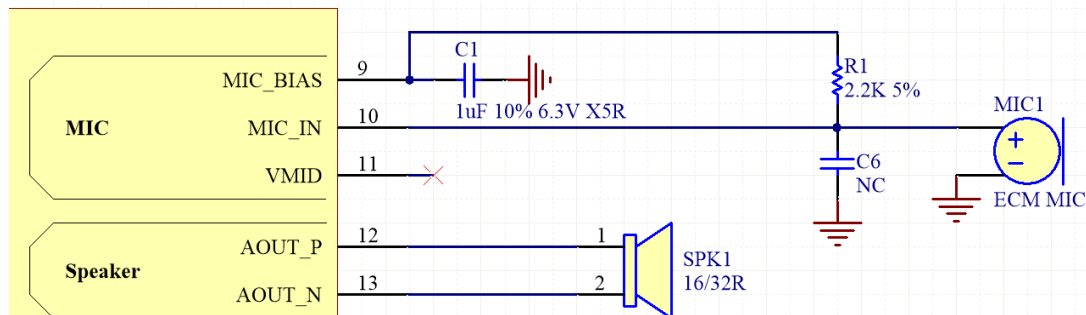 MIC
MIC_BIAS
9
C1
1uF 10% 6.3V X5R
R1
2.2K 5%
MIC_IN
10
MIC1
+
−
ECM MIC
VMID
11
C6
NC
Speaker
AOUT_P
12
1
SPK1
16/32R
AOUT_N
13
2